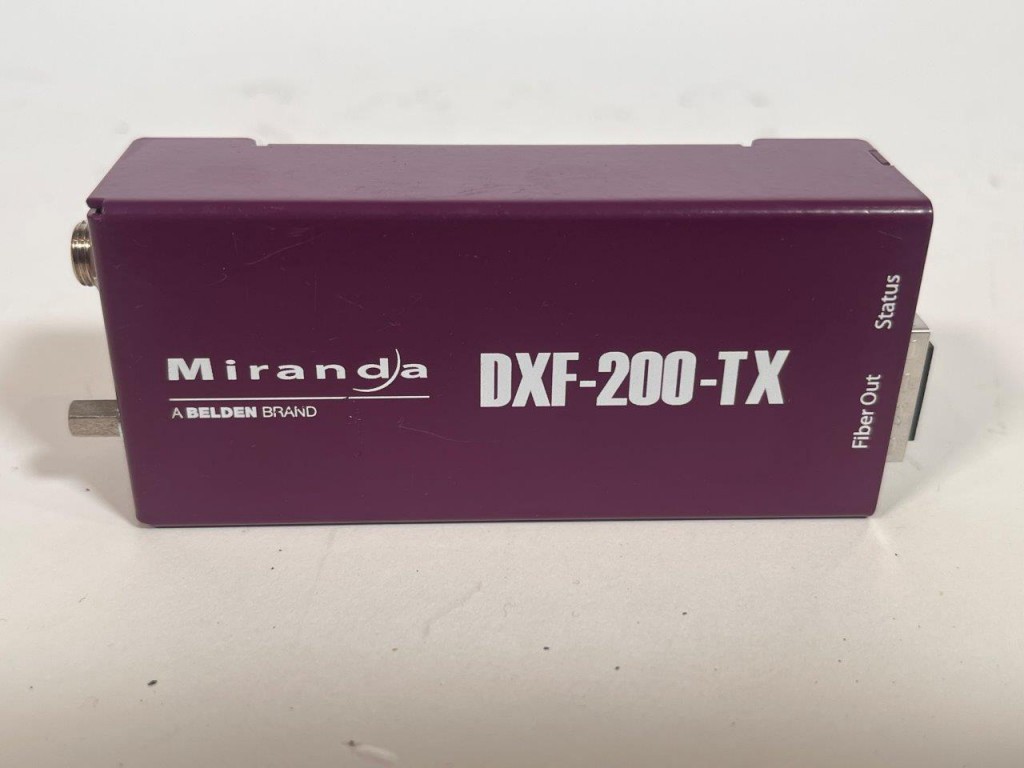 Miranda
A BELDEN BRAND
DXF-200-TX
Status
Fiber Out